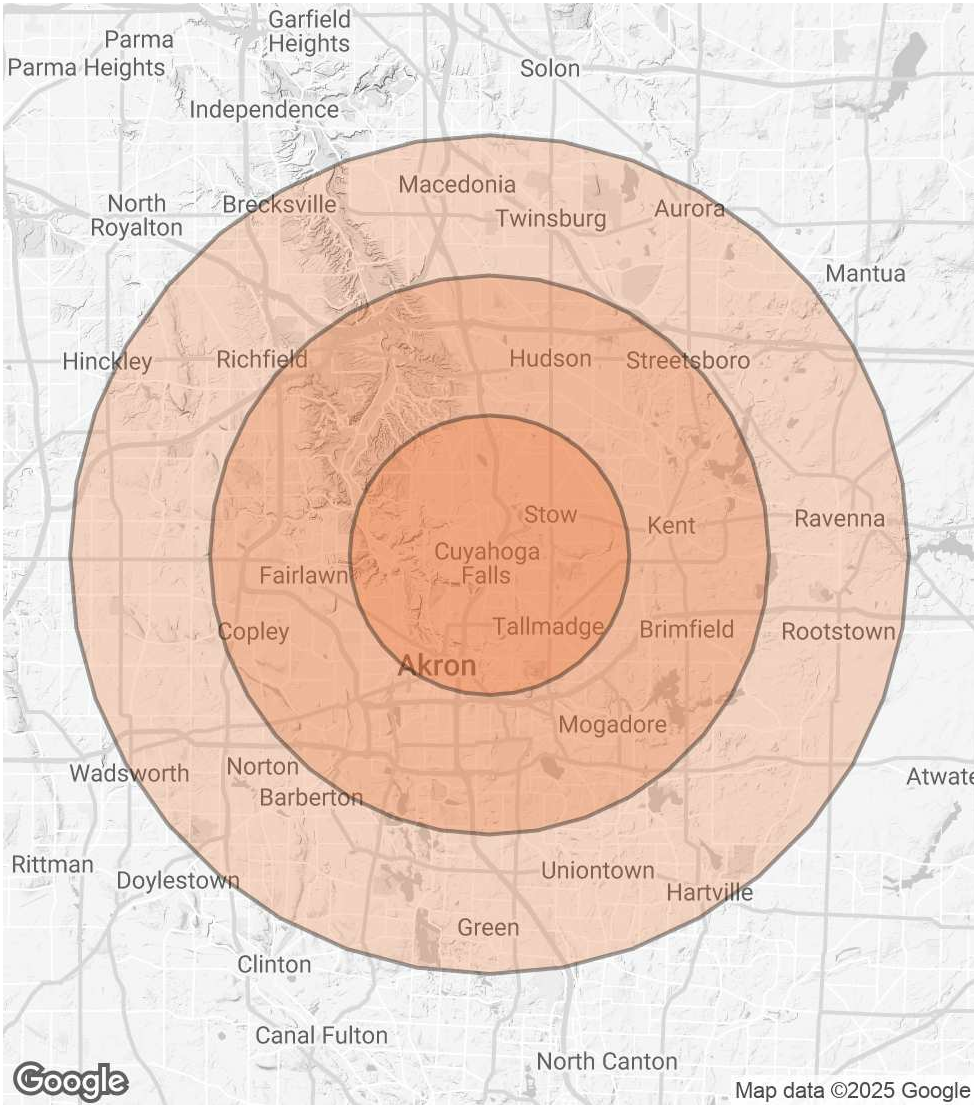 Garfield
Heights
Parma
Parma Heights
Solon
Independence
Macedonia
North
Royalton
Brecksville
Twinsburg
Aurora
Mantua
Hinckley
Richfield
Hudson
Streetsboro
Stow
Kent
Ravenna
Cuyahoga
Falls
Fairlawn
Copley
Tallmadge
Brimfield
Rootstown
Akron
Mogadore
Wadsworth
Norton
Barberton
Atwate
Rittman
Doylestown
Uniontown
Hartville
Green
Clinton
Canal Fulton
North Canton
Google
Map data ©2025 Google